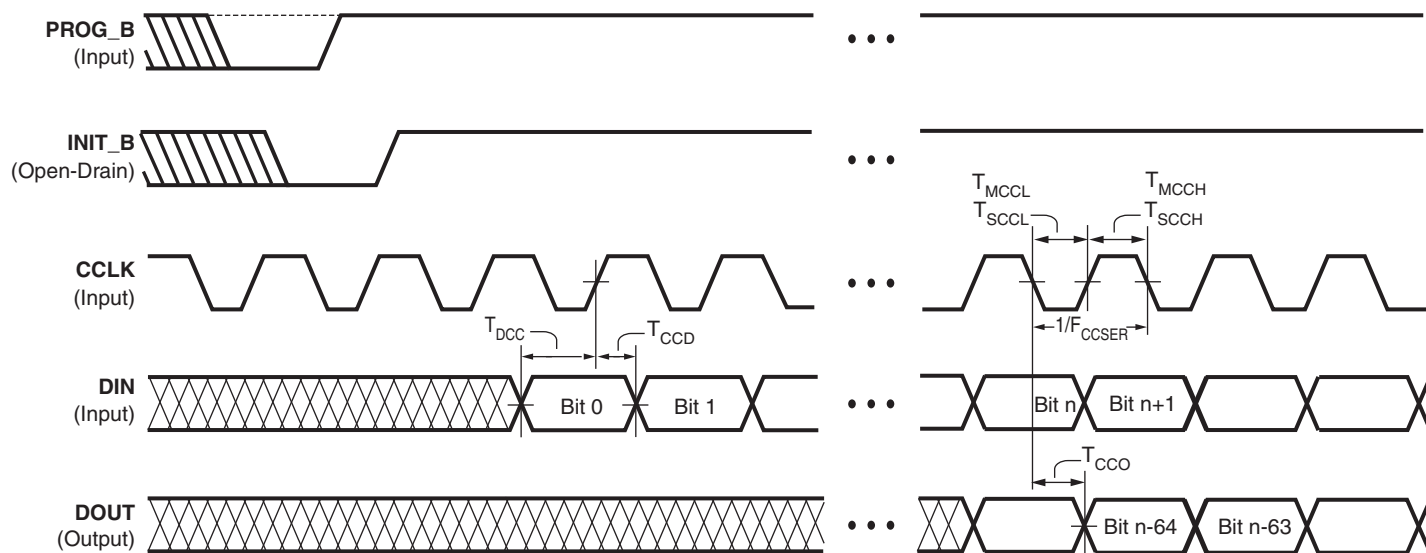 PROG_B
(Input)
INIT_B
(Open-Drain)
T_MCCL T_MCCH
T_SCCL T_SCCH
CCLK
(Input)
1/F_CCSER
T_DCC T_CCD
DIN
(Input)
Bit 0 Bit 1 Bit n Bit n+1
T_CCO
DOUT
(Output)
Bit n-64 Bit n-63